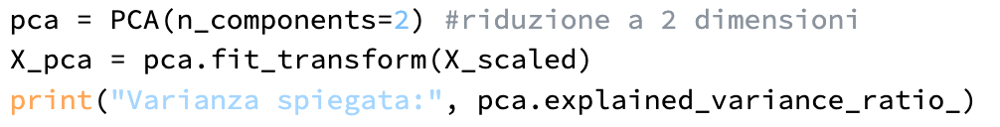 pca = PCA(n_components=2) #riduzione a 2 dimensioni
X_pca = pca.fit_transform(X_scaled)
print("Varianza spiegata:", pca.explained_variance_ratio_)